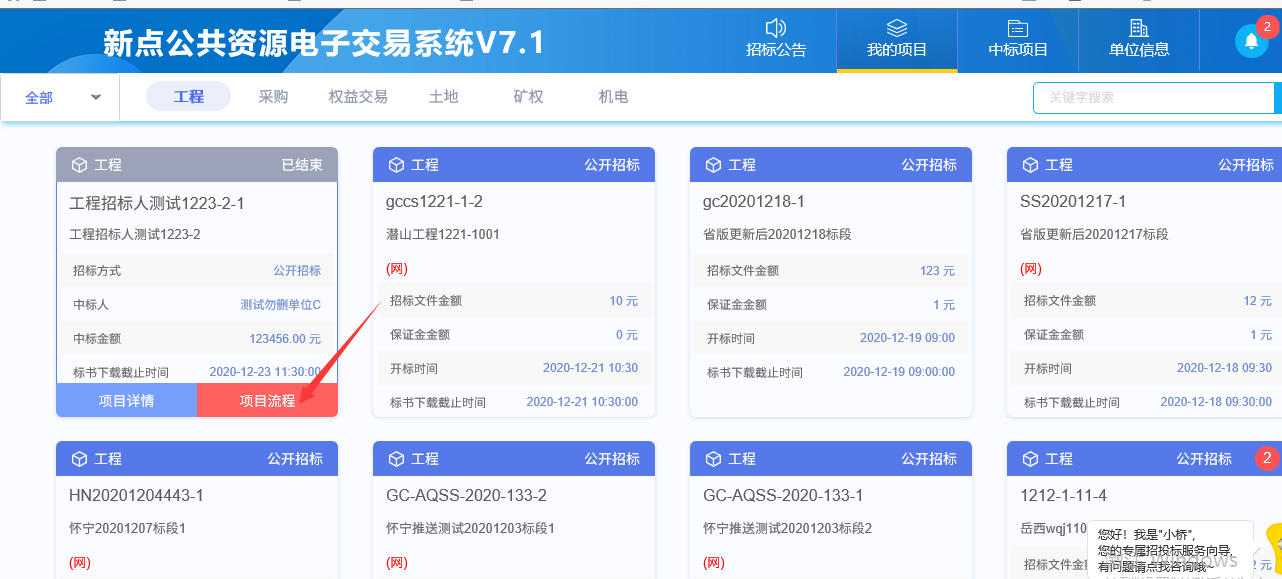 新点公共资源电子交易系统V7.1
招标公告
我的项目
中标项目
单位信息
2
全部
工程
采购
权益交易
土地
矿权
机电
关键字搜索
工程 已结束
工程招标人测试1223-2-1
工程招标人测试1223-2
招标方式 公开招标
中标人 测试勿删单位C
中标金额 123456.00 元
标书下载截止时间 2020-12-23 11:30:00
项目详情 项目流程
工程 公开招标
gccs1221-1-2
潜山工程1221-1001
(网)
招标文件金额 10 元
保证金金额 0 元
开标时间 2020-12-21 10:30
标书下载截止时间 2020-12-21 10:30:00
工程 公开招标
gc20201218-1
省版更新后20201218标段
招标文件金额 123 元
保证金金额 1 元
开标时间 2020-12-19 09:00
标书下载截止时间 2020-12-19 09:00:00
工程 公开招标
SS20201217-1
省版更新后20201217标段
(网)
招标文件金额 12 元
保证金金额 1 元
开标时间 2020-12-18 09:30
标书下载截止时间 2020-12-18 09:30:00
工程 公开招标
HN20201204443-1
怀宁20201207标段1
(网)
工程 公开招标
GC-AQSS-2020-133-2
怀宁推送测试20201203标段1
(网)
工程 公开招标
GC-AQSS-2020-133-1
怀宁推送测试20201203标段2
(网)
工程 公开招标
2
1212-1-11-4
岳西wqj110
招标文件金
元
您好！我是"小桥",
您的专属招投标服务向导,
有问题请点我咨询哦~